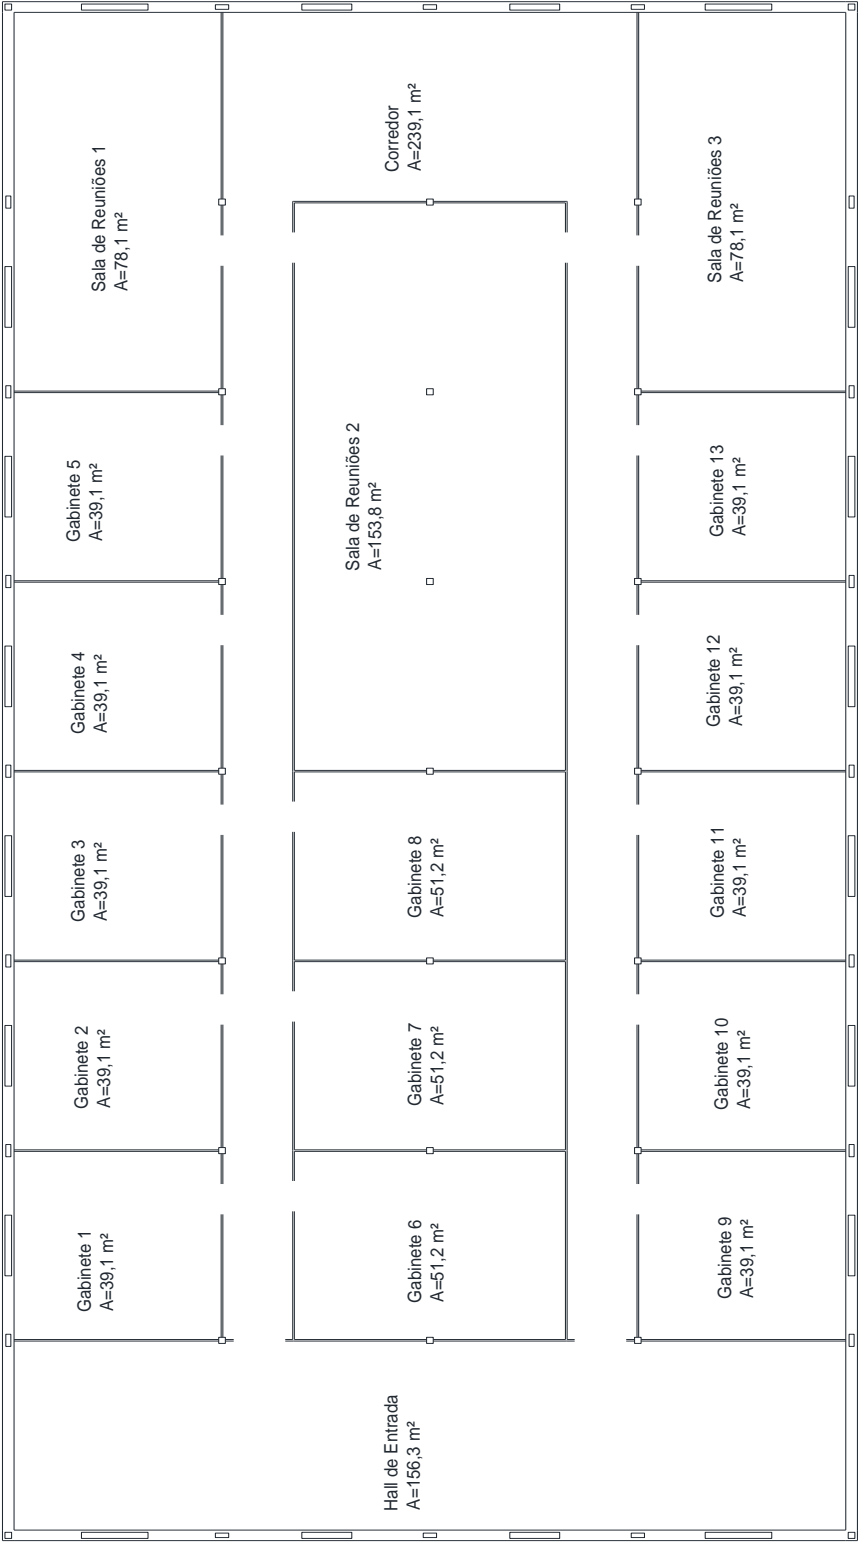 Sala de Reuniões 1
A=78,1 m²
Corredor
A=239,1 m²
Sala de Reuniões 3
A=78,1 m²
Gabinete 5
A=39,1 m²
Sala de Reuniões 2
A=153,8 m²
Gabinete 13
A=39,1 m²
Gabinete 4
A=39,1 m²
Gabinete 12
A=39,1 m²
Gabinete 3
A=39,1 m²
Gabinete 8
A=51,2 m²
Gabinete 11
A=39,1 m²
Gabinete 2
A=39,1 m²
Gabinete 7
A=51,2 m²
Gabinete 10
A=39,1 m²
Gabinete 1
A=39,1 m²
Gabinete 6
A=51,2 m²
Gabinete 9
A=39,1 m²
Hall de Entrada
A=156,3 m²